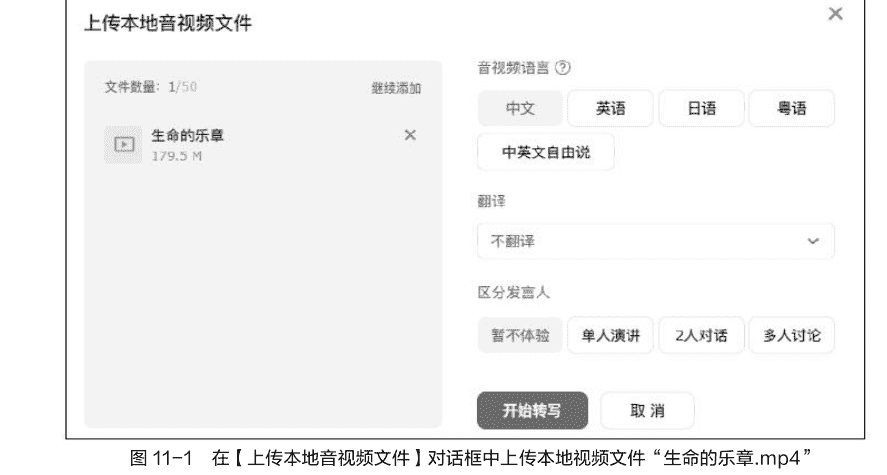 上传本地音视频文件
文件数量：1/50 继续添加
生命的乐章
179.5 M
音视频语言
中文 英语 日语 粤语
中英文自由说
翻译
不翻译
区分发言人
暂不体验 单人演讲 2人对话 多人讨论
开始转写 取消
图 11-1 在【上传本地音视频文件】对话框中上传本地视频文件“生命的乐章.mp4”